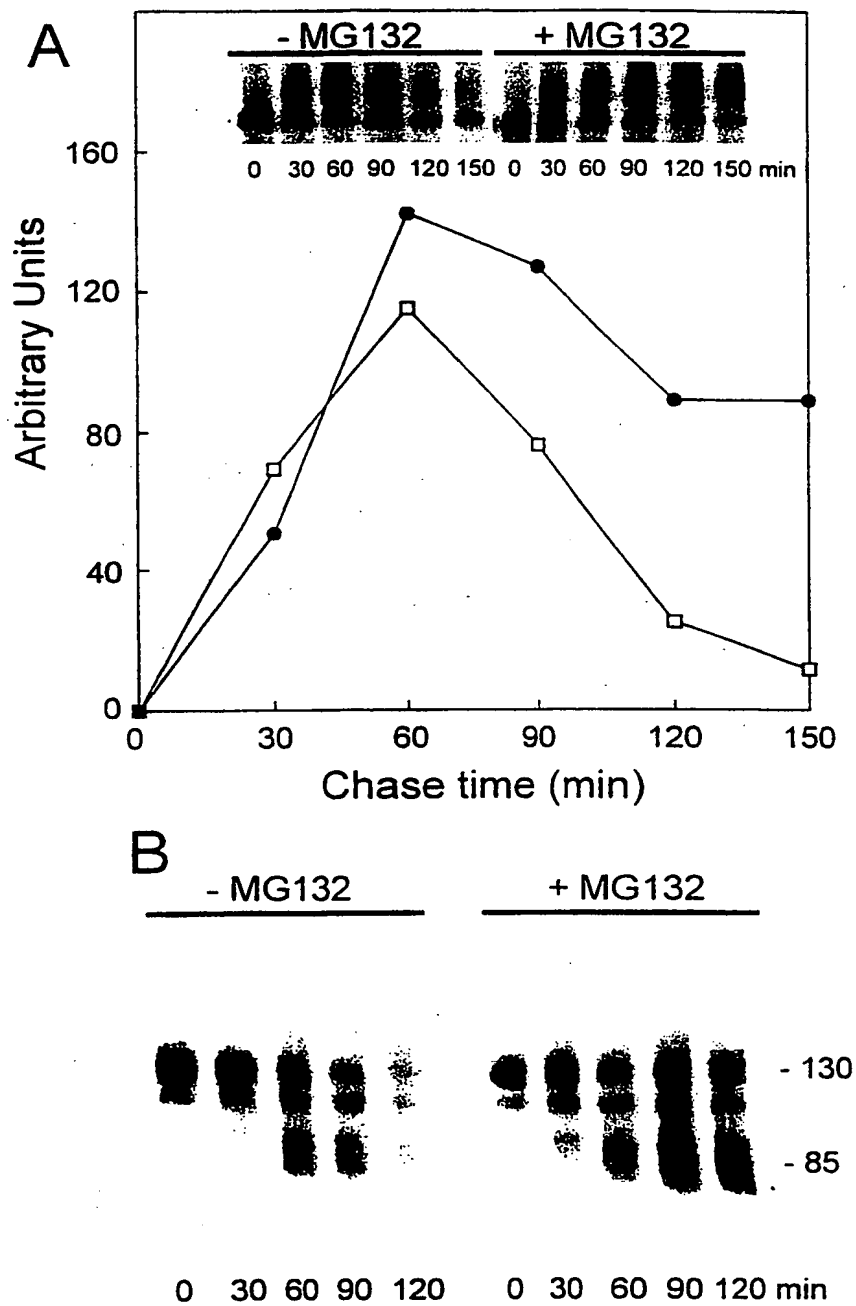 A
- MG132 + MG132
0 30 60 90 120 150 0 30 60 90 120 150 min
160
120
80
40
0
Arbitrary Units
0 30 60 90 120 150
Chase time (min)
B
- MG132 + MG132
- 130
- 85
0 30 60 90 120 0 30 60 90 120 min